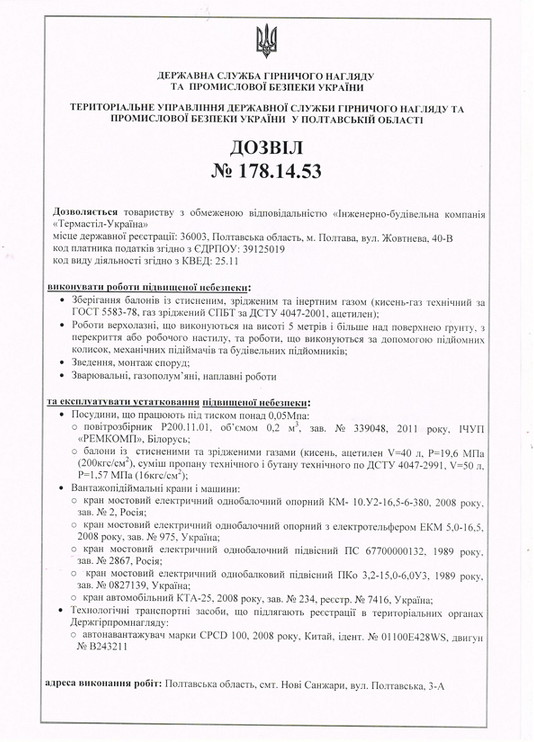 ДЕРЖАВНА СЛУЖБА ГІРНИЧОГО НАГЛЯДУ
ТА ПРОМИСЛОВОЇ БЕЗПЕКИ УКРАЇНИ
ТЕРИТОРІАЛЬНЕ УПРАВЛІННЯ ДЕРЖАВНОЇ СЛУЖБИ ГІРНИЧОГО НАГЛЯДУ ТА
ПРОМИСЛОВОЇ БЕЗПЕКИ УКРАЇНИ У ПОЛТАВСЬКІЙ ОБЛАСТІ
ДОЗВІЛ
№ 178.14.53
Дозволяється товариству з обмеженою відповідальністю «Інженерно-будівельна компанія
«Термастіл-Україна»
місце державної реєстрації: 36003, Полтавська область, м. Полтава, вул. Жовтнева, 40-В
код платника податків згідно з ЄДРПОУ: 39125019
код виду діяльності згідно з КВЕД: 25.11
виконувати роботи підвищеної небезпеки:
• Зберігання балонів із стисненим, зрідженим та інертним газом (кисень-газ технічний за
ГОСТ 5583-78, газ зріджений СПБТ за ДСТУ 4047-2001, ацетилен);
• Роботи верхолазні, що виконуються на висоті 5 метрів і більше над поверхнею ґрунту, з
перекриття або робочого настилу, та роботи, що виконуються за допомогою підйомних
колисок, механічних підіймачів та будівельних підйомників;
• Зведення, монтаж споруд;
• Зварювальні, газополум'яні, наплавні роботи
та експлуатувати устатковання підвищеної небезпеки:
• Посудини, що працюють під тиском понад 0,05Мпа:
○ повітрозбірник Р200.11.01, об'ємом 0,2 м³, зав. № 339048, 2011 року, ІЧУП
«РЕМКОМП», Білорусь;
○ балони із стисненими та зрідженими газами (кисень, ацетилен V=40 л, Р=19,6 МПа
(200кгс/см²), суміш пропану технічного і бутану технічного по ДСТУ 4047-2991, V=50 л,
Р=1,57 МПа (16кгс/см²);
• Вантажопідіймальні крани і машини:
○ кран мостовий електричний однобалочний опорний КМ- 10.У2-16,5-6-380, 2008 року,
зав. № 2, Росія;
○ кран мостовий електричний однобалочний опорний з електротельфером ЕКМ 5,0-16,5,
2008 року, зав. № 975, Україна;
○ кран мостовий електричний однобалочний підвісний ПС 67700000132, 1989 року,
зав. № 2867, Росія;
○ кран мостовий електричний однобалковий підвісний ПКо 3,2-15,0-6,0У3, 1989 року,
зав. № 0827139, Україна;
○ кран автомобільний КТА-25, 2008 року, зав. № 234, реєстр. № 7416, Україна;
• Технологічні транспортні засоби, що підлягають реєстрації в територіальних органах
Держгірпромнагляду:
○ автонавантажувач марки CPCD 100, 2008 року, Китай, ідент. № 01100E428WS, двигун
№ B243211
адреса виконання робіт: Полтавська область, смт. Нові Санжари, вул. Полтавська, 3-А